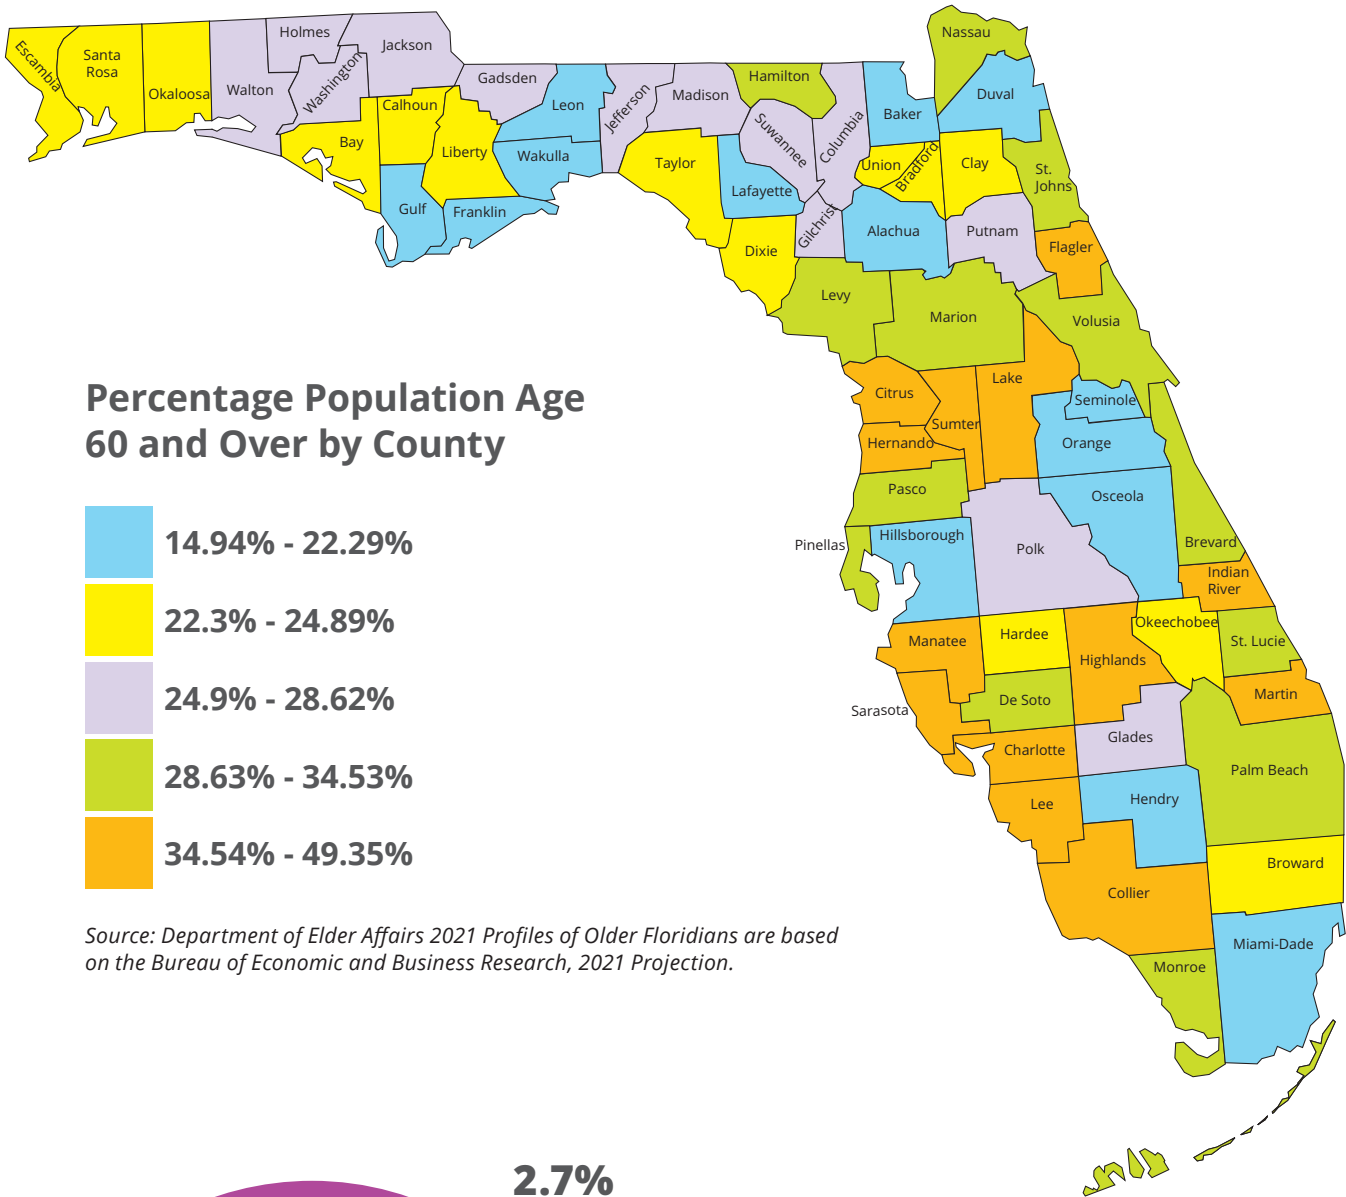 Nassau
Holmes
Jackson
Escambia
Santa
Rosa
Okaloosa
Walton
Washington
Gadsden
Calhoun
Leon
Jefferson
Madison
Hamilton
Columbia
Baker
Duval
Bay
Liberty
Wakulla
Taylor
Suwannee
Lafayette
Union
Bradford
Clay
St.
Johns
Gulf
Franklin
Dixie
Gilchrist
Alachua
Putnam
Flagler
Levy
Marion
Volusia
Citrus
Lake
Sumter
Seminole
Hernando
Orange
Pasco
Osceola
Pinellas
Hillsborough
Polk
Brevard
Indian
River
Manatee
Hardee
Highlands
Okeechobee
St. Lucie
Sarasota
De Soto
Martin
Charlotte
Glades
Palm Beach
Lee
Hendry
Broward
Collier
Miami-Dade
Monroe
Percentage Population Age
60 and Over by County
14.94% - 22.29%
22.3% - 24.89%
24.9% - 28.62%
28.63% - 34.53%
34.54% - 49.35%
Source: Department of Elder Affairs 2021 Profiles of Older Floridians are based
on the Bureau of Economic and Business Research, 2021 Projection.
2.7%